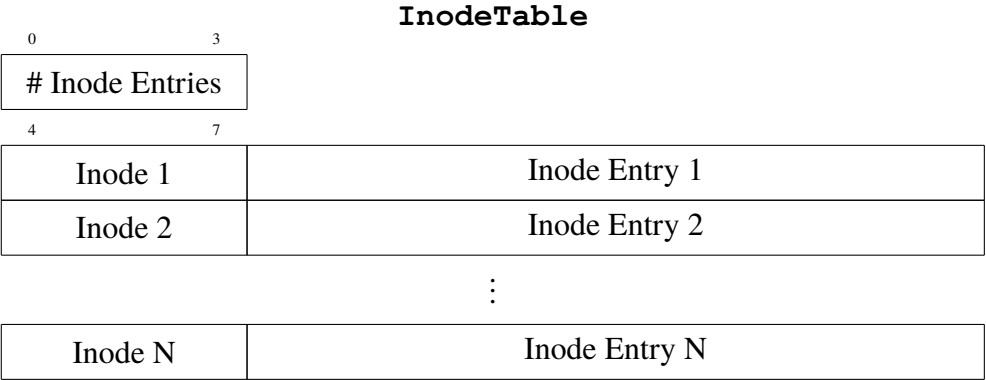 InodeTable
0 3
# Inode Entries
4 7
Inode 1 Inode Entry 1
Inode 2 Inode Entry 2
⋮
Inode N Inode Entry N